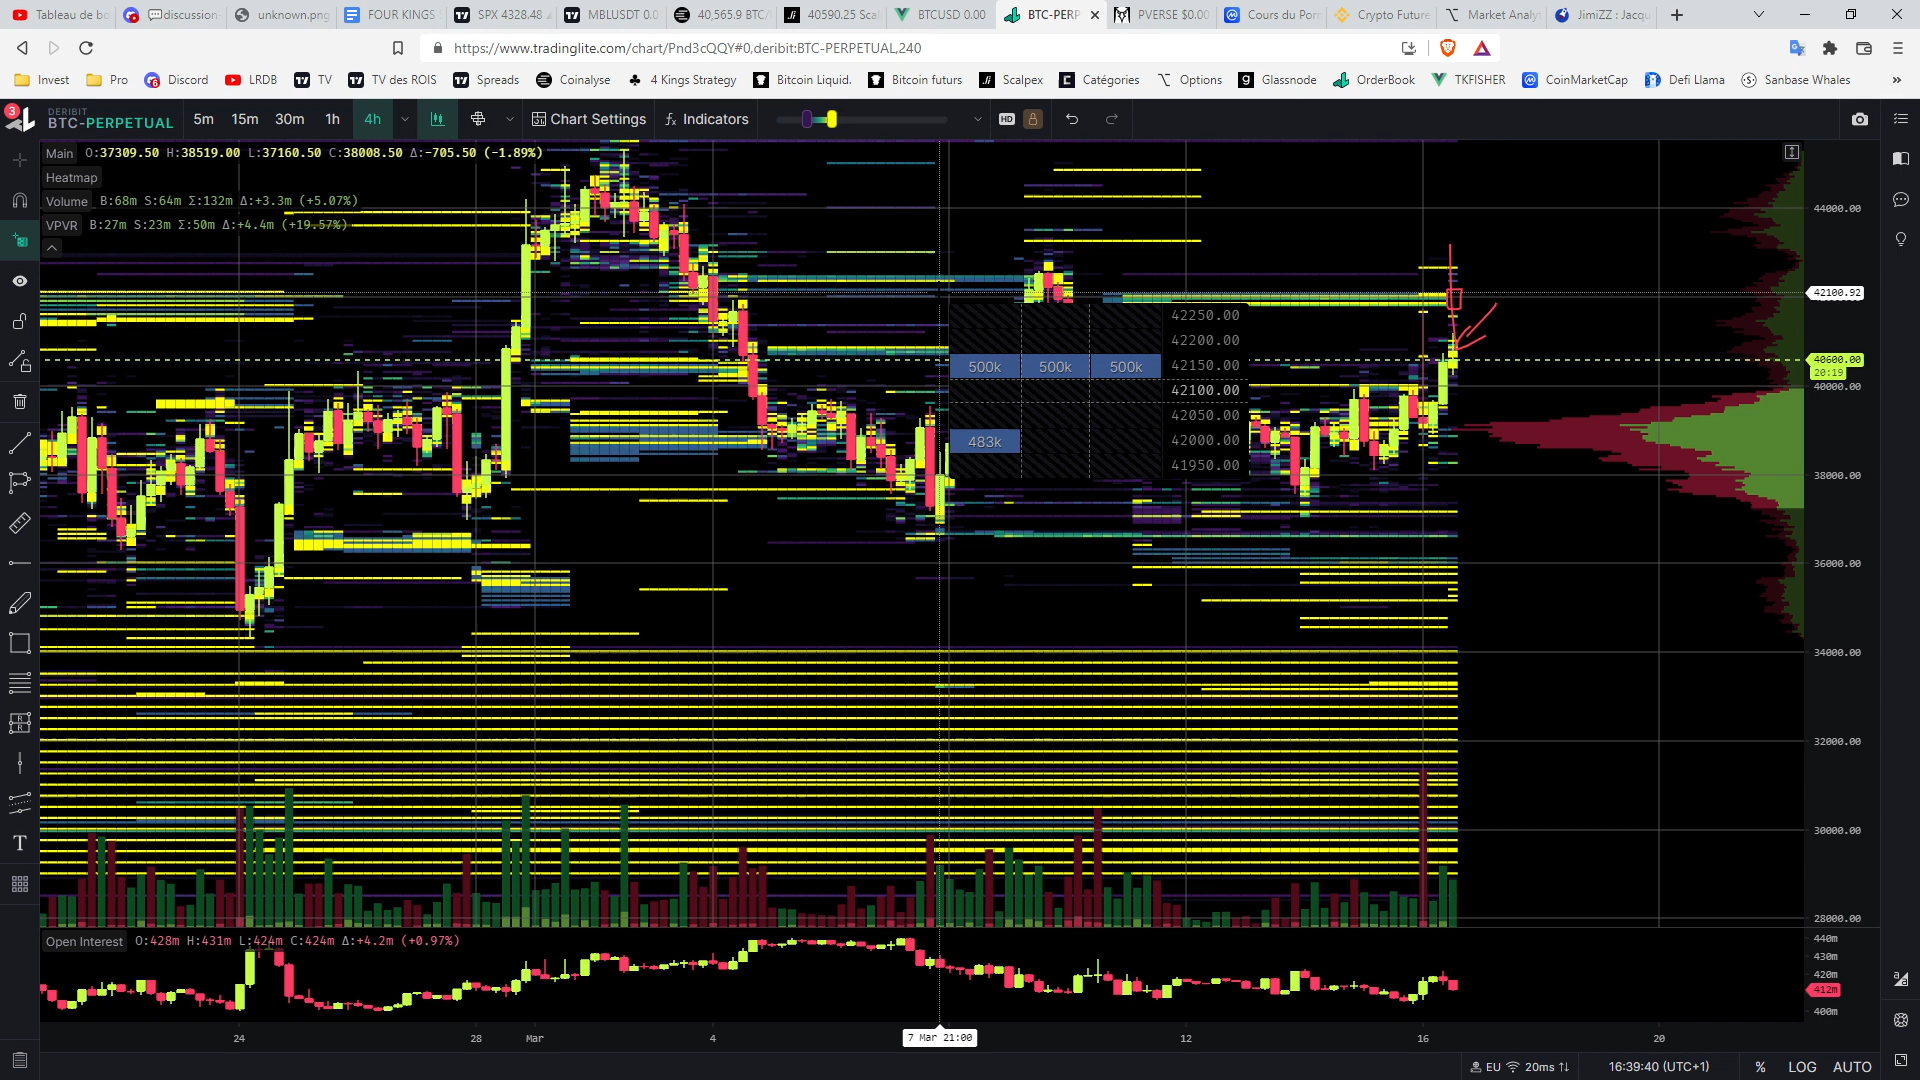 Tableau de bo
discussion
unknown.png
FOUR KINGS
SPX 4328.48
MBLUSDT 0.0
40,565.9 BTC/
40590.25 Scal
BTCUSD 0.00
BTC-PERP
PVERSE $0.00
Cours du Por
Crypto Future
Market Analy
JimiZZ : Jacqu
https://www.tradinglite.com/chart/Pnd3cQQY#0,deribit:BTC-PERPETUAL,240
Invest
Pro
Discord
LRDB
TV
TV des ROIS
Spreads
Coinalyse
4 Kings Strategy
Bitcoin Liquid.
Bitcoin futurs
Scalpex
Catégories
Options
Glassnode
OrderBook
TKFISHER
CoinMarketCap
Defi Llama
Sanbase Whales
»
3
DERIBIT
BTC-PERPETUAL
5m 15m 30m 1h 4h
Chart Settings
Indicators
HD
Main O:37309.50 H:38519.00 L:37160.50 C:38008.50 Δ:-705.50 (-1.89%)
Heatmap
Volume B:68m S:64m Σ:132m Δ:+3.3m (+5.07%)
VPVR B:27m S:23m Σ:50m Δ:+4.4m (+19.57%)
44000.00
42100.92
40600.00
20:19
40000.00
38000.00
36000.00
34000.00
32000.00
30000.00
28000.00
42250.00
42200.00
500k 500k 500k 42150.00
42100.00
42050.00
483k 42000.00
41950.00
Open Interest O:428m H:431m L:424m C:424m Δ:+4.2m (+0.97%)
440m
430m
420m
412m
400m
24 28 Mar 4 7 Mar 21:00 12 16 20
EU 20ms 16:39:40 (UTC+1) % LOG AUTO